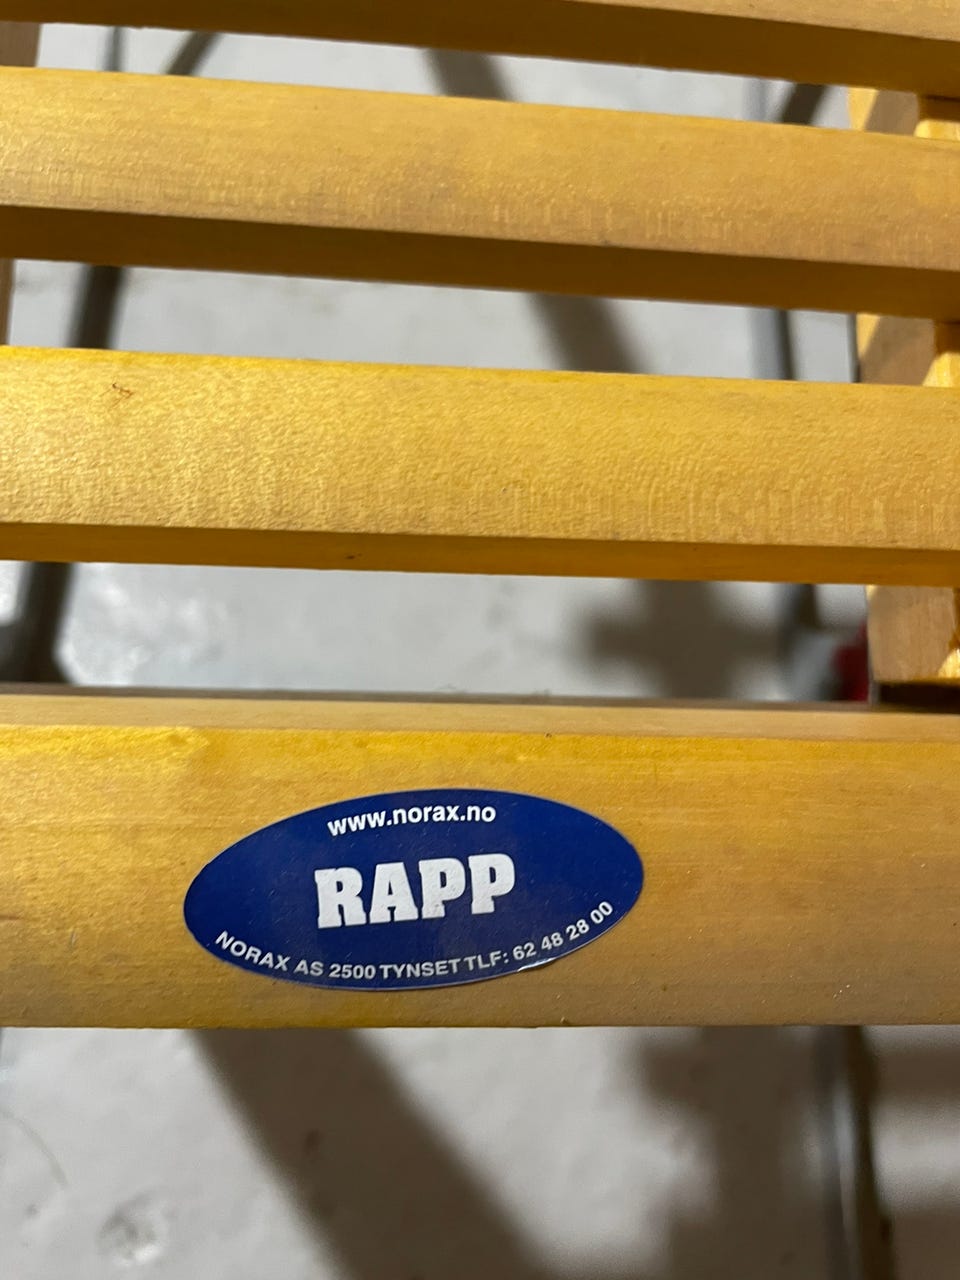 www.norax.no
RAPP
NORAX AS 2500 TYNSET TLF: 62 48 28 00